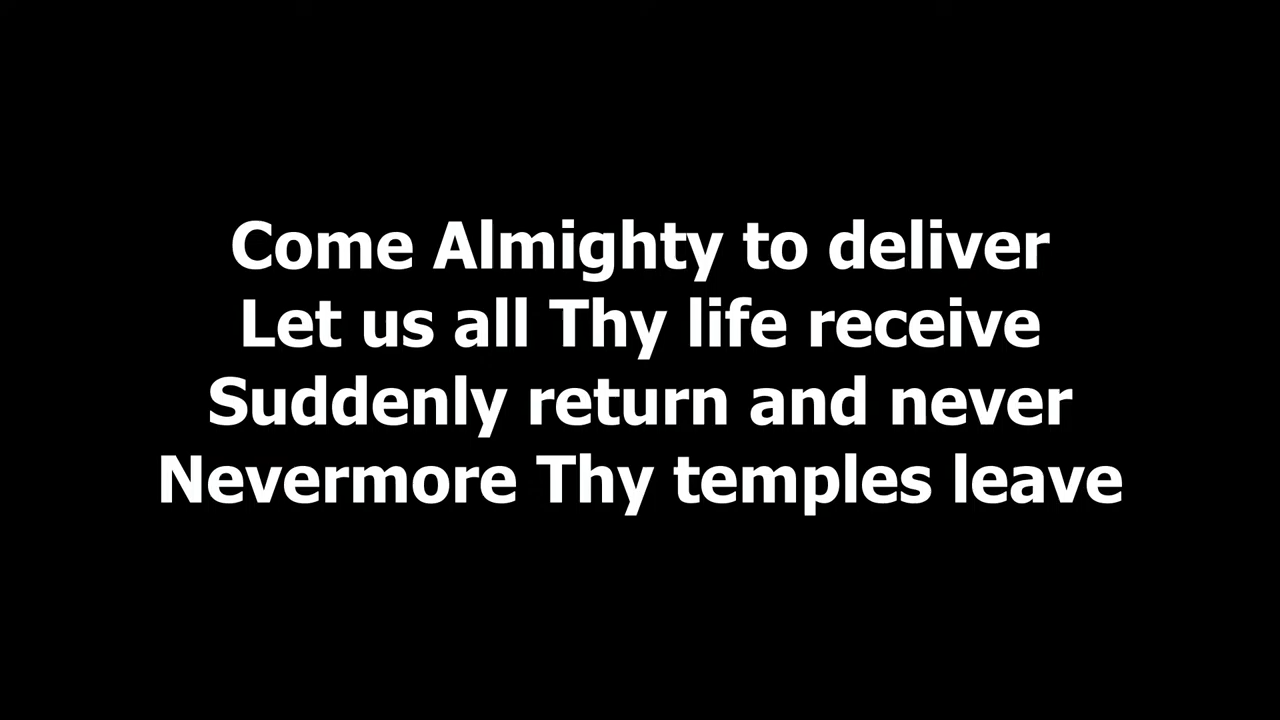 Come Almighty to deliver
Let us all Thy life receive
Suddenly return and never
Nevermore Thy temples leave